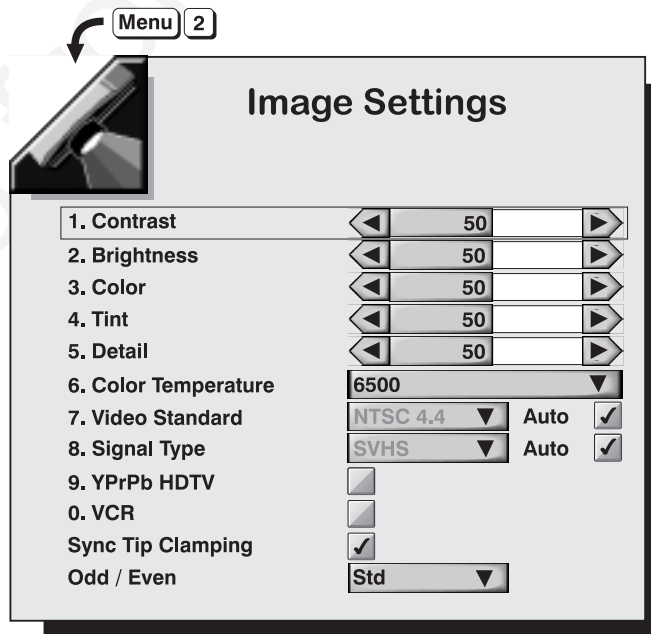 Menu 2
Image Settings
1. Contrast 50
2. Brightness 50
3. Color 50
4. Tint 50
5. Detail 50
6. Color Temperature 6500
7. Video Standard NTSC 4.4 Auto
8. Signal Type SVHS Auto
9. YPrPb HDTV
0. VCR
Sync Tip Clamping
Odd / Even Std